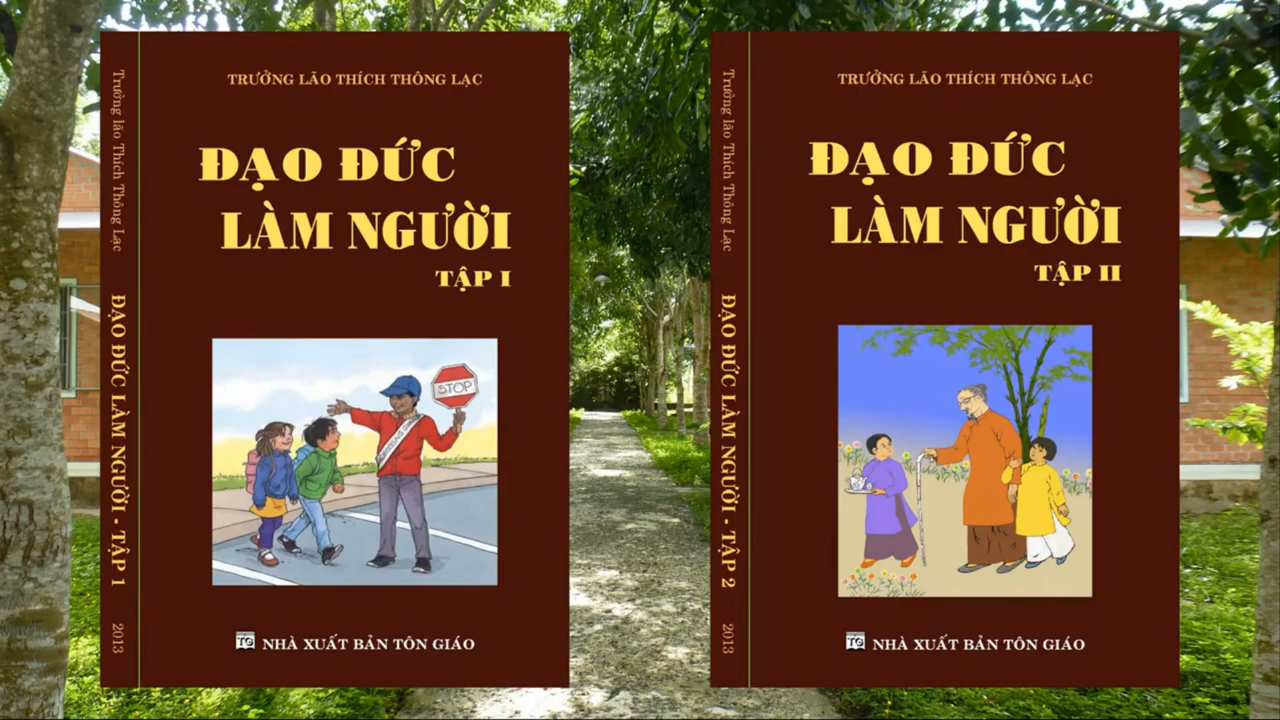 Trưởng lão Thích Thông Lạc
ĐẠO ĐỨC LÀM NGƯỜI - TẬP 1
2013
TRƯỞNG LÃO THÍCH THÔNG LẠC
ĐẠO ĐỨC
LÀM NGƯỜI
TẬP I
STOP
TG
NHÀ XUẤT BẢN TÔN GIÁO
Trưởng lão Thích Thông Lạc
ĐẠO ĐỨC LÀM NGƯỜI - TẬP 2
2013
TRƯỞNG LÃO THÍCH THÔNG LẠC
ĐẠO ĐỨC
LÀM NGƯỜI
TẬP II
TG
NHÀ XUẤT BẢN TÔN GIÁO